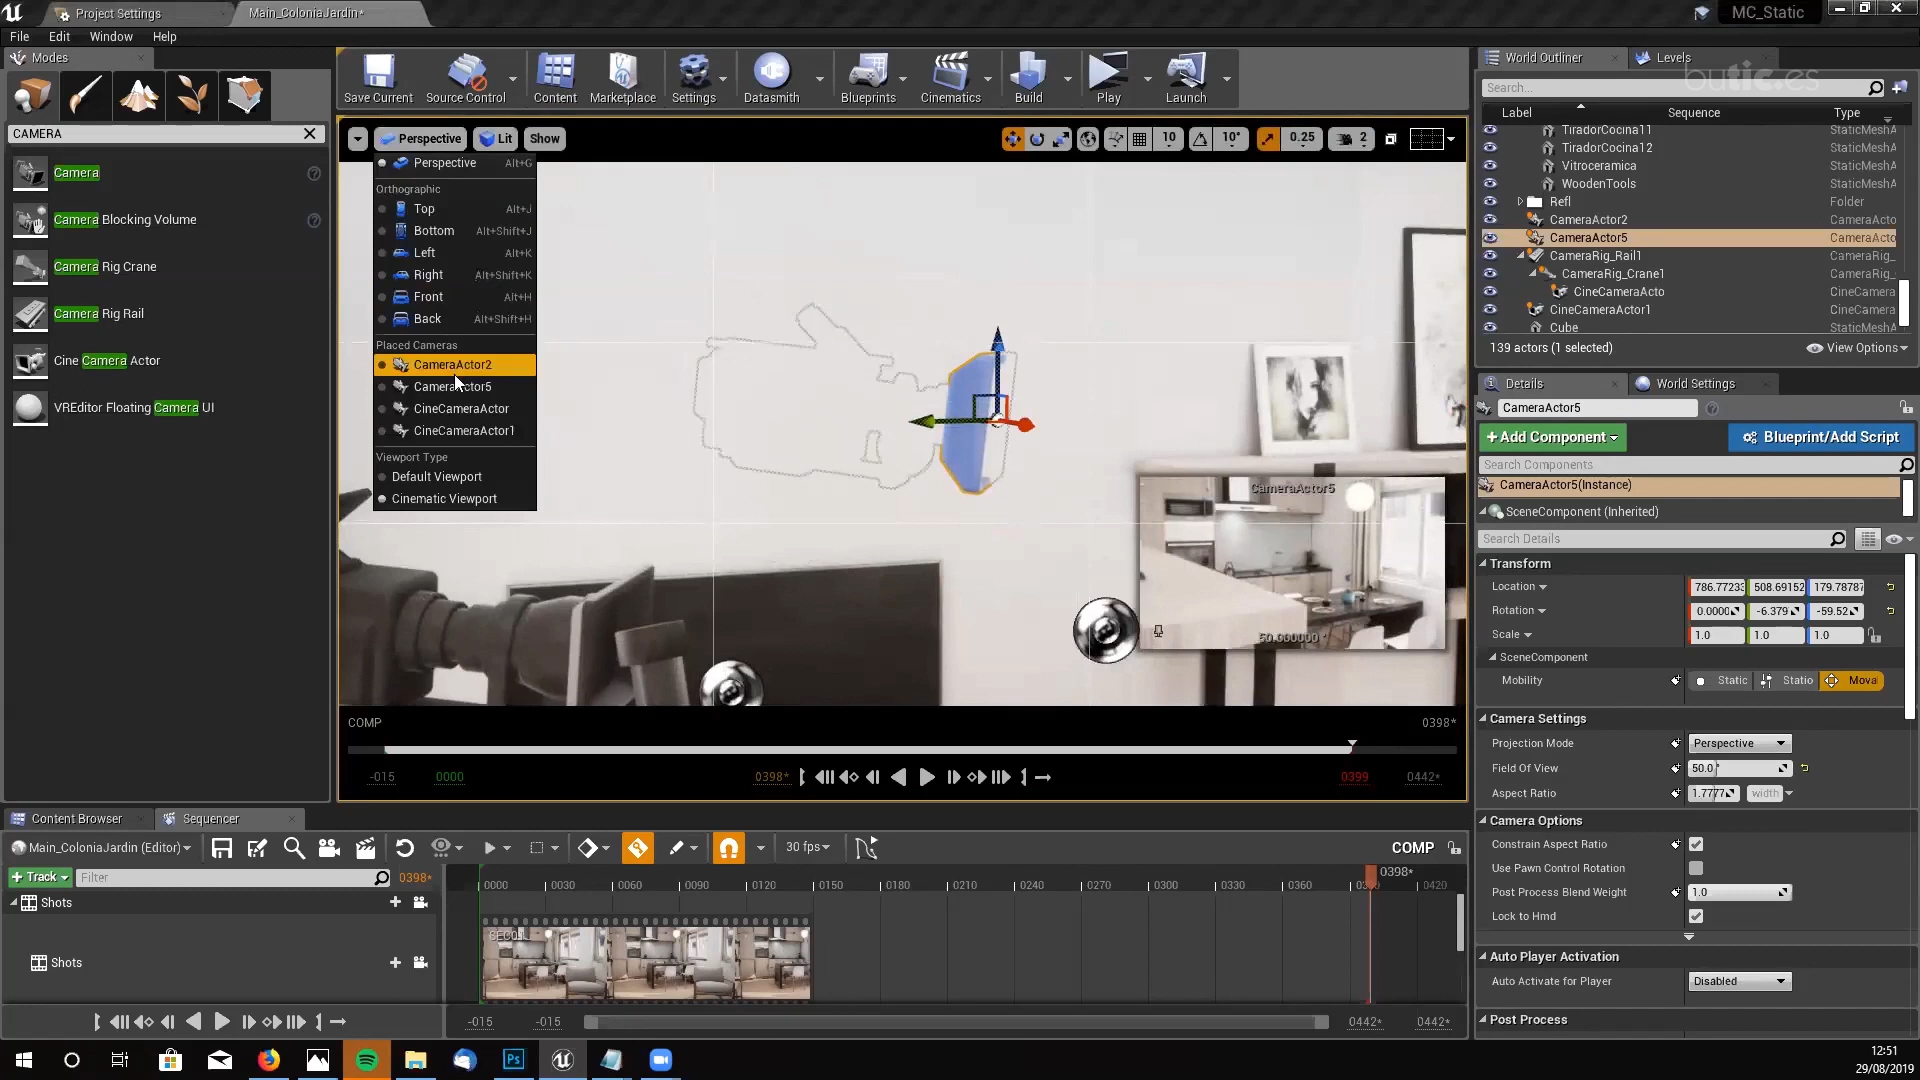 Project Settings
Main_ColoniaJardin*
MC_Static
File Edit Window Help
Modes
CAMERA
Camera
Camera Blocking Volume
Camera Rig Crane
Camera Rig Rail
Cine Camera Actor
VREditor Floating Camera UI
Save Current
Source Control
Content
Marketplace
Settings
Datasmith
Blueprints
Cinematics
Build
Play
Launch
Perspective Lit Show
10 10° 0.25 2
Perspective Alt+G
Orthographic
Top Alt+J
Bottom Alt+Shift+J
Left Alt+K
Right Alt+Shift+K
Front Alt+H
Back Alt+Shift+H
Placed Cameras
CameraActor2
CameraActor5
CineCameraActor
CineCameraActor1
Viewport Type
Default Viewport
Cinematic Viewport
CameraActor5
50.000000 °
COMP 0398*
-015 0000 0398* 0399 0442*
World Outliner Levels
butic.es
Search...
Label Sequence Type
TiradorCocina11 StaticMeshA
TiradorCocina12 StaticMeshA
Vitroceramica StaticMeshA
WoodenTools StaticMeshA
Refl Folder
CameraActor2 CameraActo
CameraActor5 CameraActo
CameraRig_Rail1 CameraRig_
CameraRig_Crane1 CameraRig_
CineCameraActo CineCamera
CineCameraActor1 CineCamera
Cube StaticMeshA
139 actors (1 selected) View Options
Details World Settings
CameraActor5
+Add Component
Blueprint/Add Script
Search Components
CameraActor5(Instance)
SceneComponent (Inherited)
Search Details
Transform
Location 786.77233 508.69152 179.78787
Rotation 0.0000 -6.379 -59.52
Scale 1.0 1.0 1.0
SceneComponent
Mobility Static Statio Mova
Camera Settings
Projection Mode Perspective
Field Of View 50.0 °
Aspect Ratio 1.7777 width
Camera Options
Constrain Aspect Ratio
Use Pawn Control Rotation
Post Process Blend Weight 1.0
Lock to Hmd
Auto Player Activation
Auto Activate for Player Disabled
Post Process
Content Browser Sequencer
Main_ColoniaJardin (Editor)
30 fps
COMP
+ Track Filter 0398*
0000 0030 0060 0090 0120 0150 0180 0210 0240 0270 0300 0330 0360 0420
0398*
Shots
Shots
-015 -015 0442* 0442*
12:51
29/08/2019